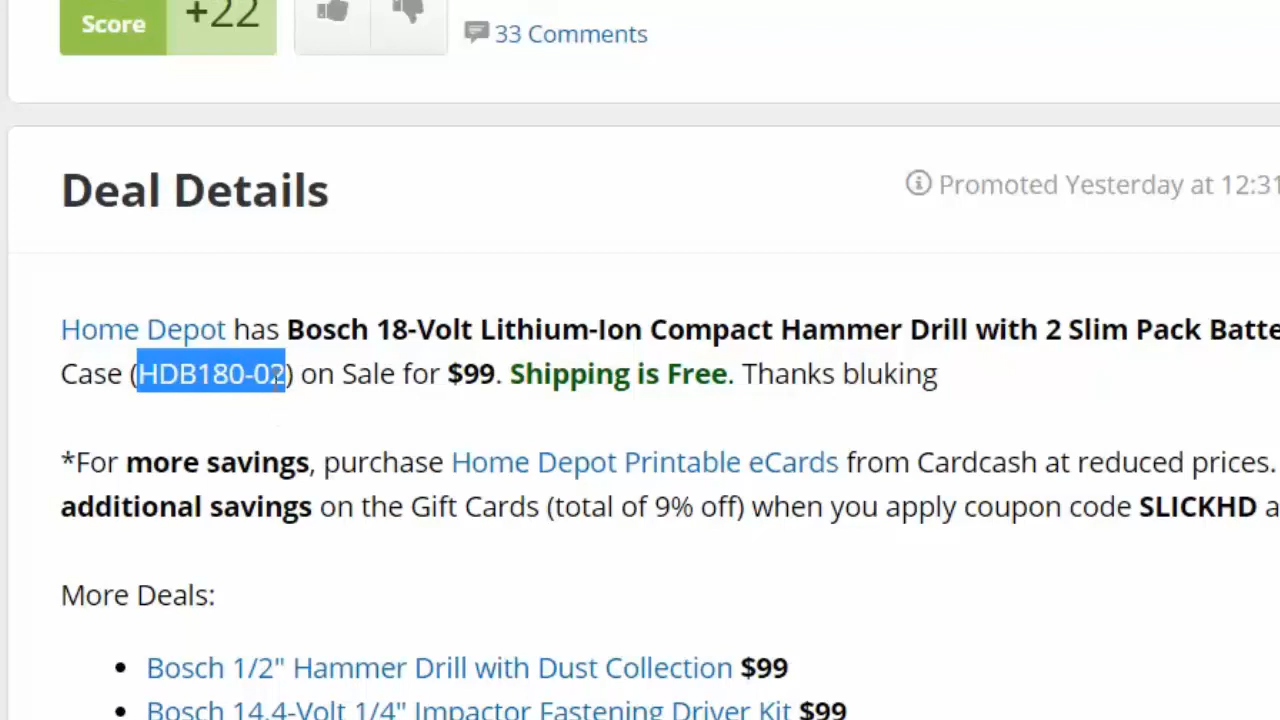 Score +22 33 Comments
Deal Details
Promoted Yesterday at 12:31
Home Depot has Bosch 18-Volt Lithium-Ion Compact Hammer Drill with 2 Slim Pack Batte
Case (HDB180-02) on Sale for $99. Shipping is Free. Thanks bluking
*For more savings, purchase Home Depot Printable eCards from Cardcash at reduced prices.
additional savings on the Gift Cards (total of 9% off) when you apply coupon code SLICKHD a
More Deals:
• Bosch 1/2" Hammer Drill with Dust Collection $99
• Bosch 14.4-Volt 1/4" Impactor Fastening Driver Kit $99